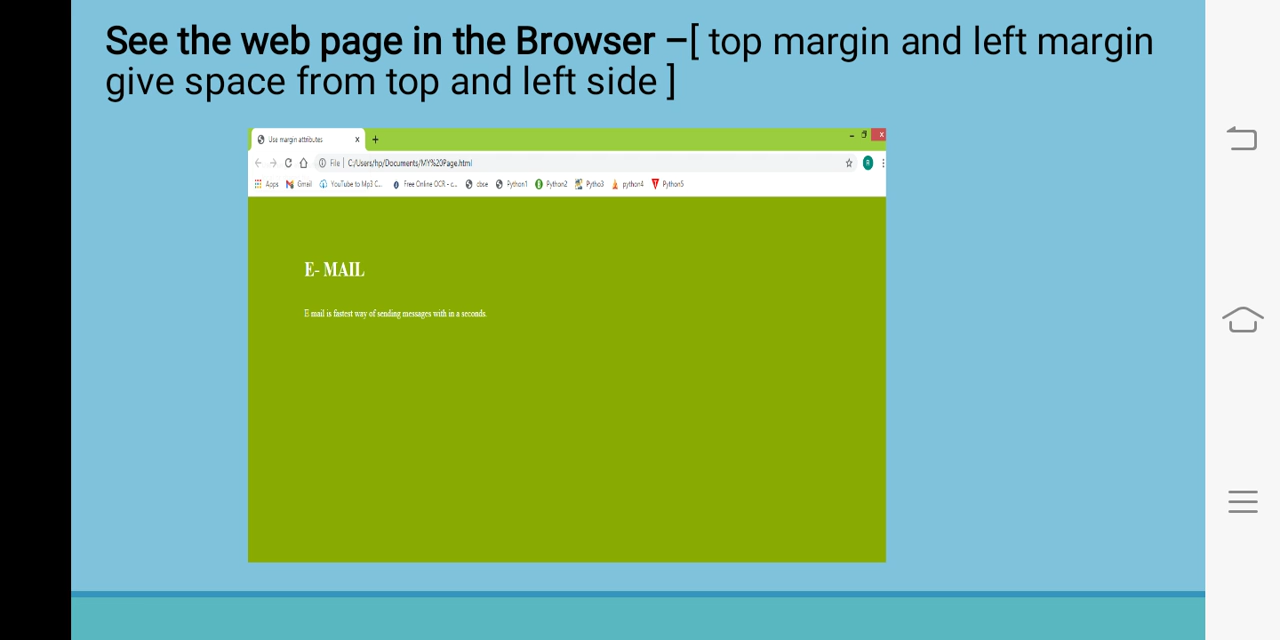 See the web page in the Browser –[ top margin and left margin
give space from top and left side ]
Use margin attributes
File | C:/Users/hp/Documents/MY%20Page.html
Apps Gmail YouTube to Mp3 C... Free Online OCR - c... cbse Python1 Python2 Pytho3 python4 Python5
E- MAIL
E mail is fastest way of sending messages with in a seconds.